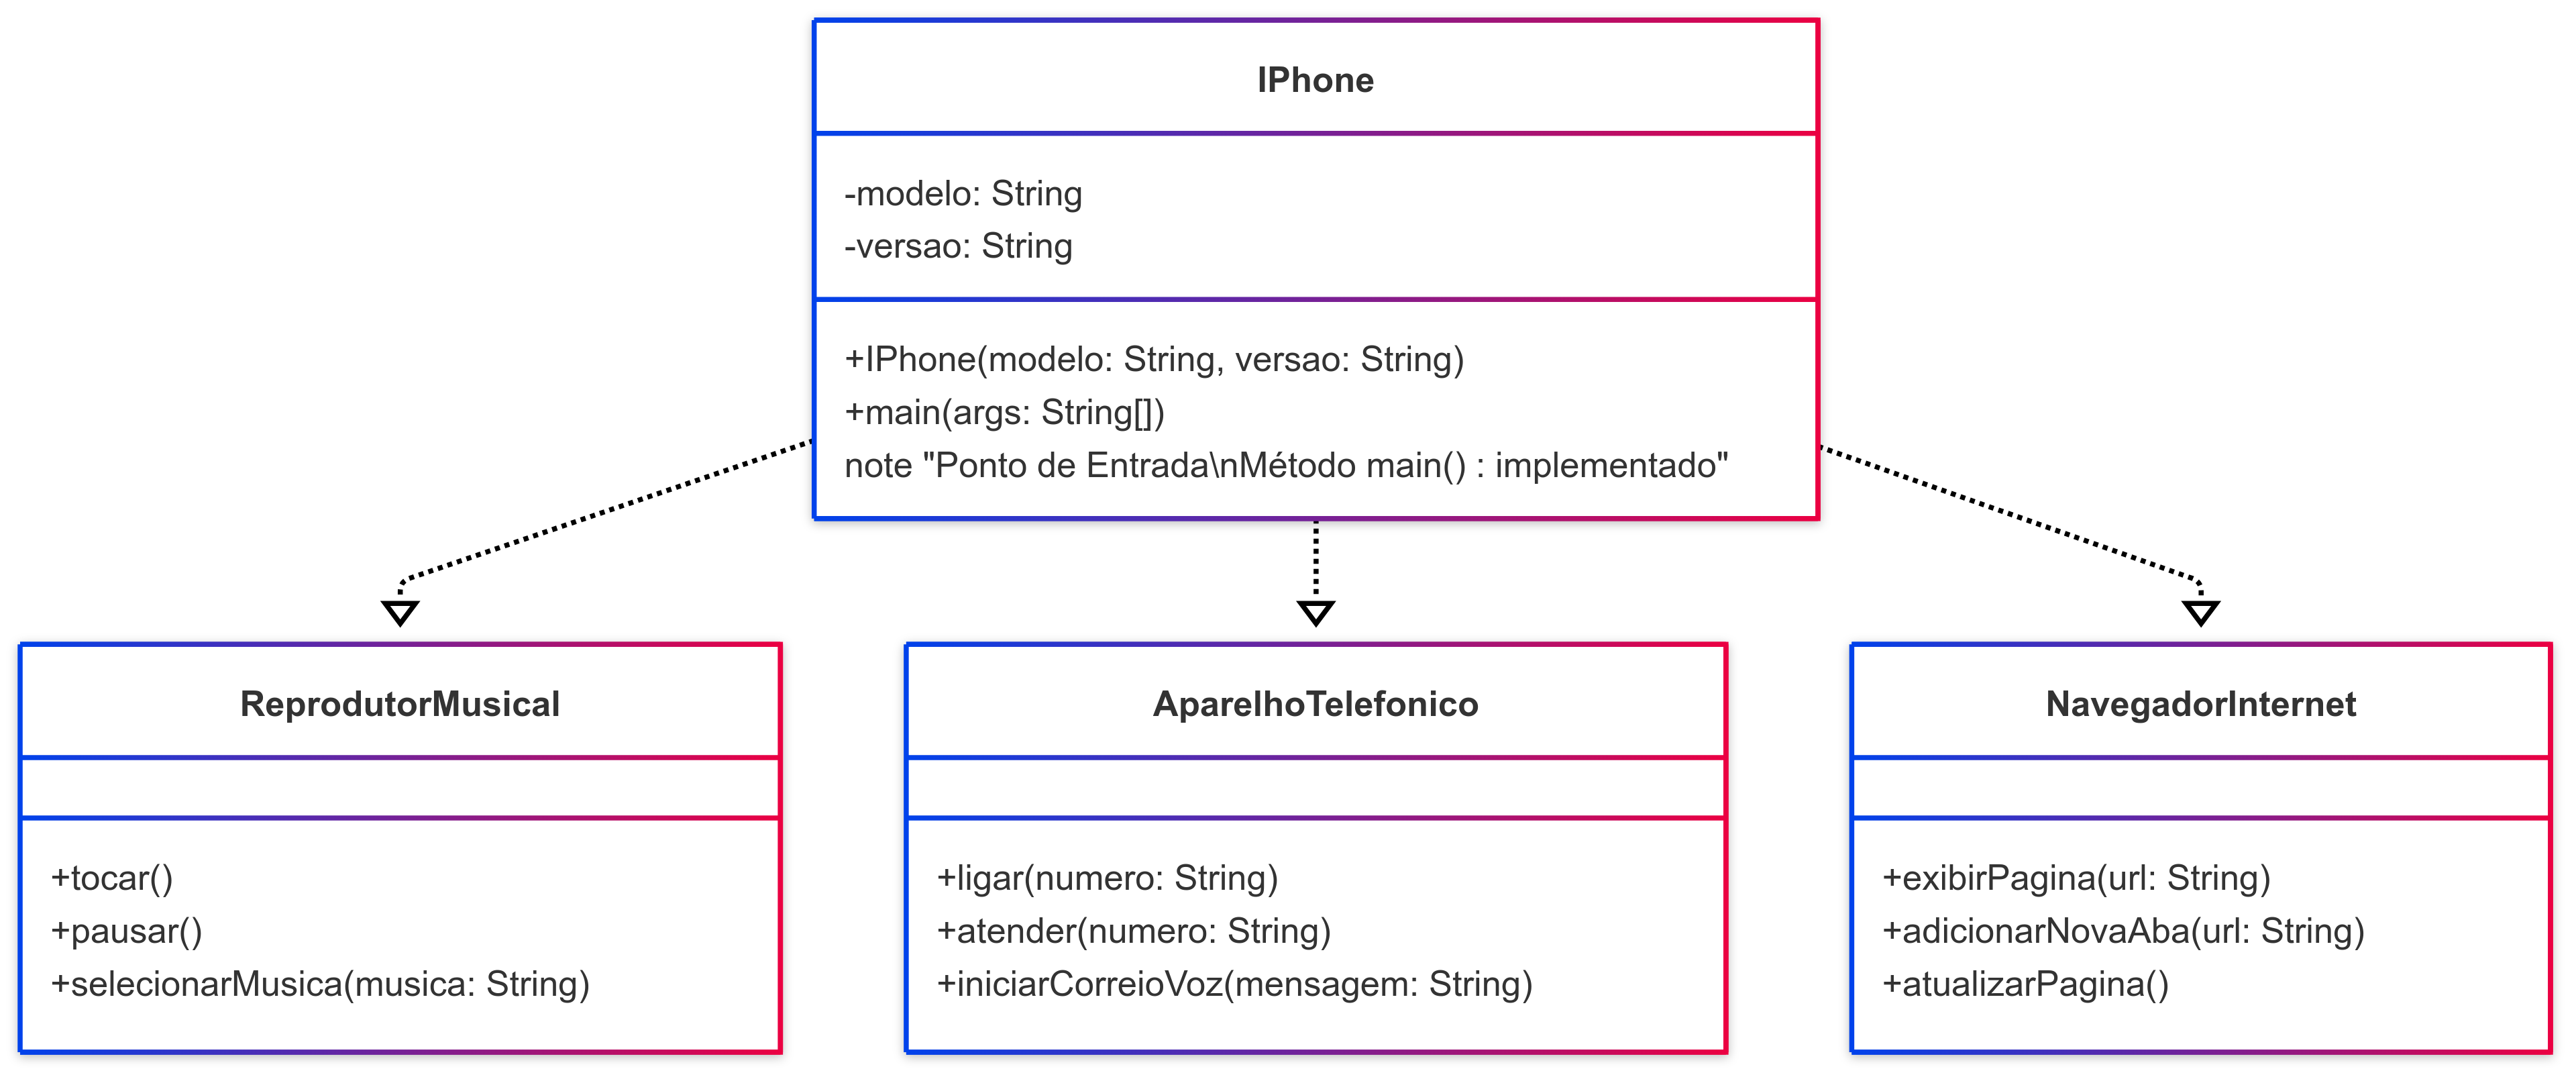 IPhone
-modelo: String
-versao: String
+IPhone(modelo: String, versao: String)
+main(args: String[])
note "Ponto de Entrada\nMétodo main() : implementado"
ReprodutorMusical
+tocar()
+pausar()
+selecionarMusica(musica: String)
AparelhoTelefonico
+ligar(numero: String)
+atender(numero: String)
+iniciarCorreioVoz(mensagem: String)
NavegadorInternet
+exibirPagina(url: String)
+adicionarNovaAba(url: String)
+atualizarPagina()